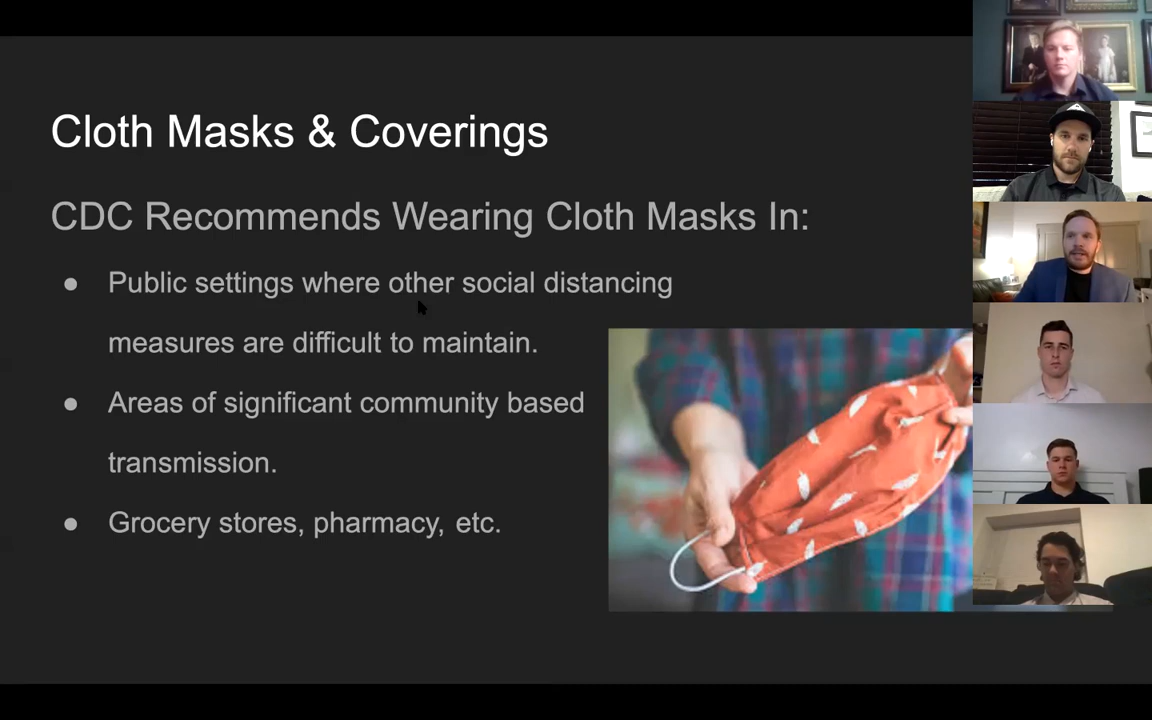 Cloth Masks & Coverings
CDC Recommends Wearing Cloth Masks In:
● Public settings where other social distancing
measures are difficult to maintain.
● Areas of significant community based
transmission.
● Grocery stores, pharmacy, etc.